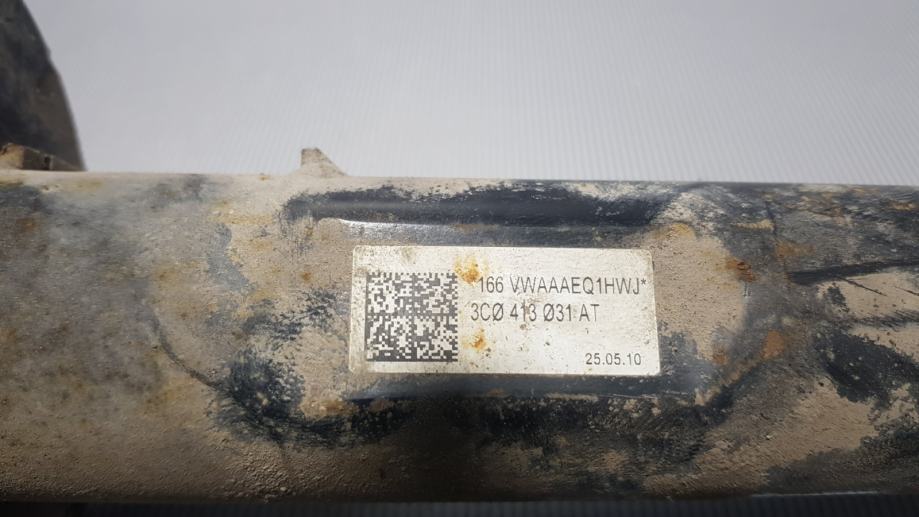 *166 VWAAAEQ1HWJ*
3CØ 413 Ø31 AT
25.05.10